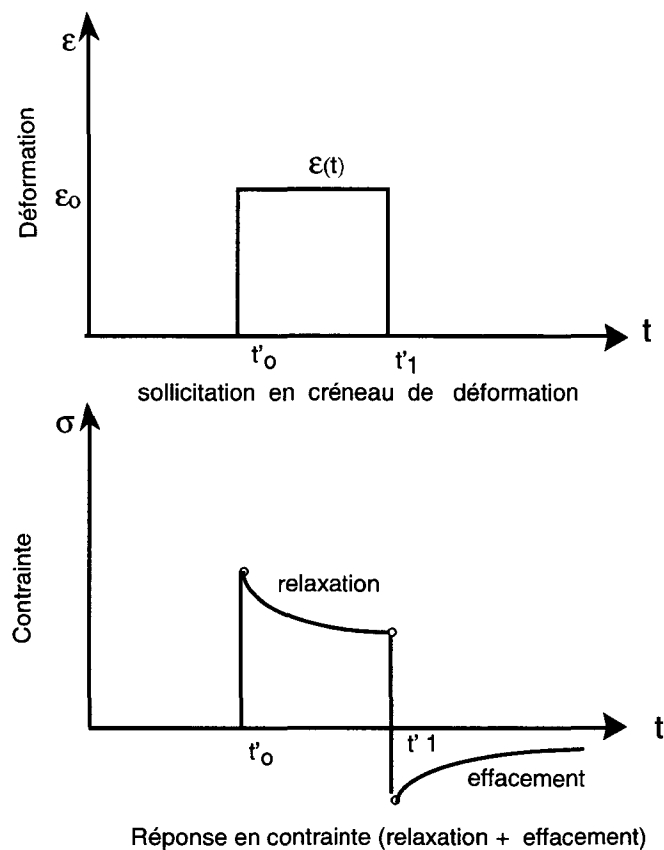 ε
Déformation
ε(t)
εo
t
t'o
t'1
sollicitation en créneau de déformation
σ
Contrainte
relaxation
t'o
t'1
t
effacement
Réponse en contrainte (relaxation + effacement)